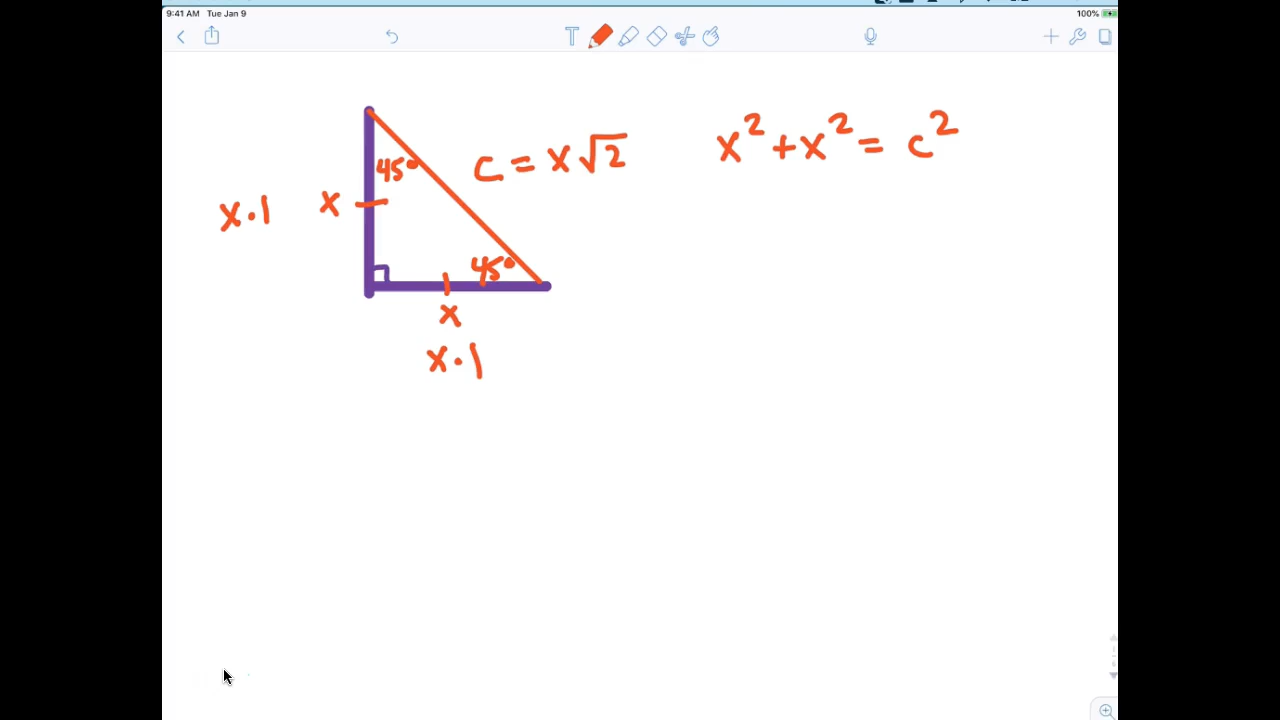 9:41 AM Tue Jan 9
100%
T
45°
C = x√2
x² + x² = c²
x · 1
x
45°
x
x · 1